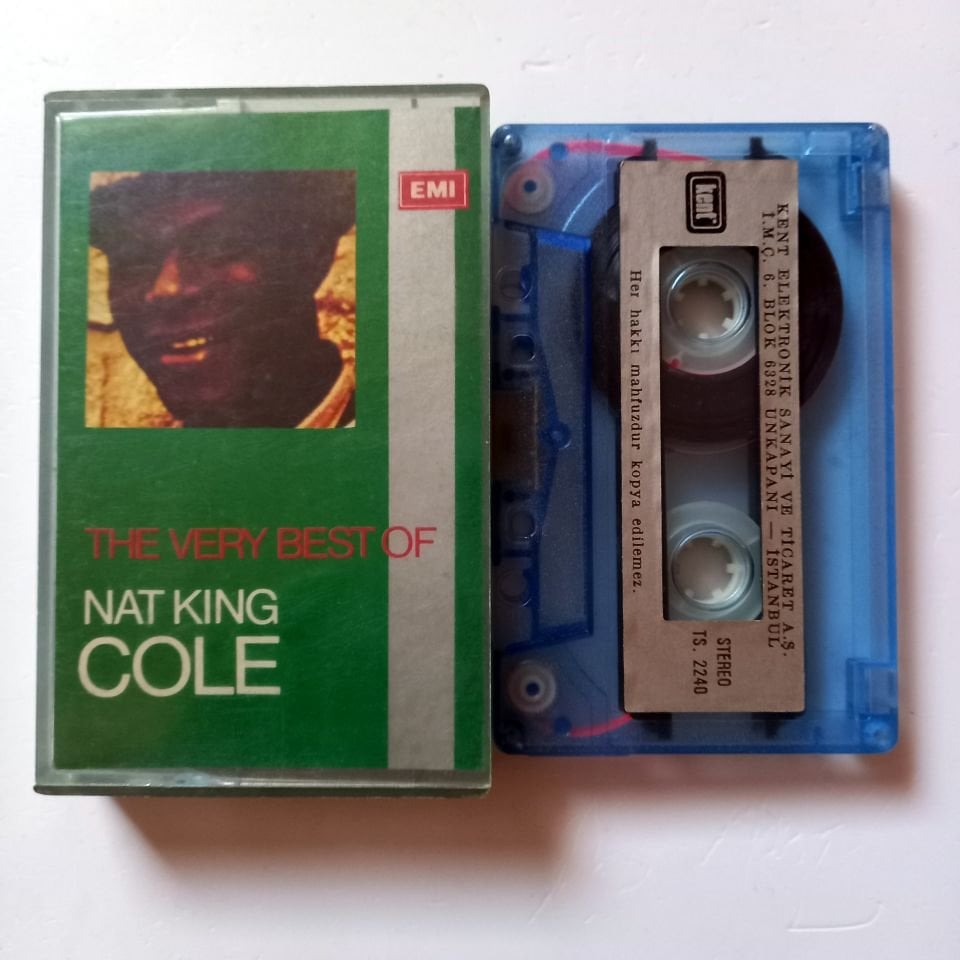 EMI
THE VERY BEST OF
NAT KING
COLE
kent
KENT ELEKTRONİK SANAYİ VE TİCARET A.Ş.
İ.M.Ç. 6. BLOK 6328 UNKAPANI — İSTANBUL
Her hakkı mahfuzdur kopya edilemez.
STEREO
TS. 2240